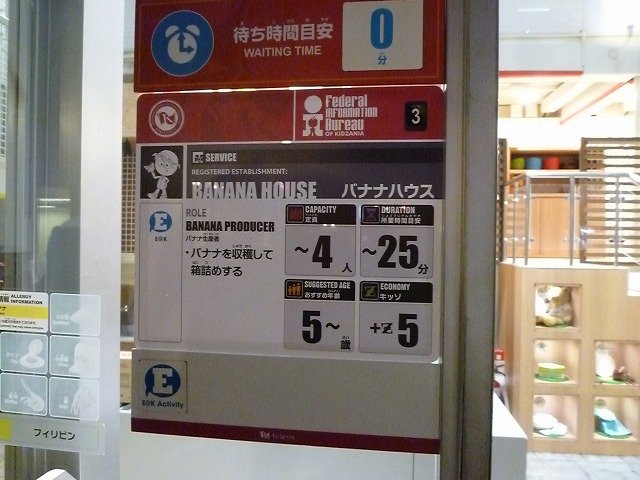 待ち時間目安
WAITING TIME
0
分
Federal
INFORMATION
Bureau
OF KIDZANIA
3
SERVICE
REGISTERED ESTABLISHMENT:
BANANA HOUSE バナナハウス
E@K
ROLE
BANANA PRODUCER
バナナ生産者
・バナナを収穫して
箱詰めする
CAPACITY
定員
~4人
DURATION
所要時間目安
~25分
SUGGESTED AGE
おすすめ年齢
5~歳
ECONOMY
キッゾ
+5
E@K Activity
ALLERGY
INFORMATION
フィリピン